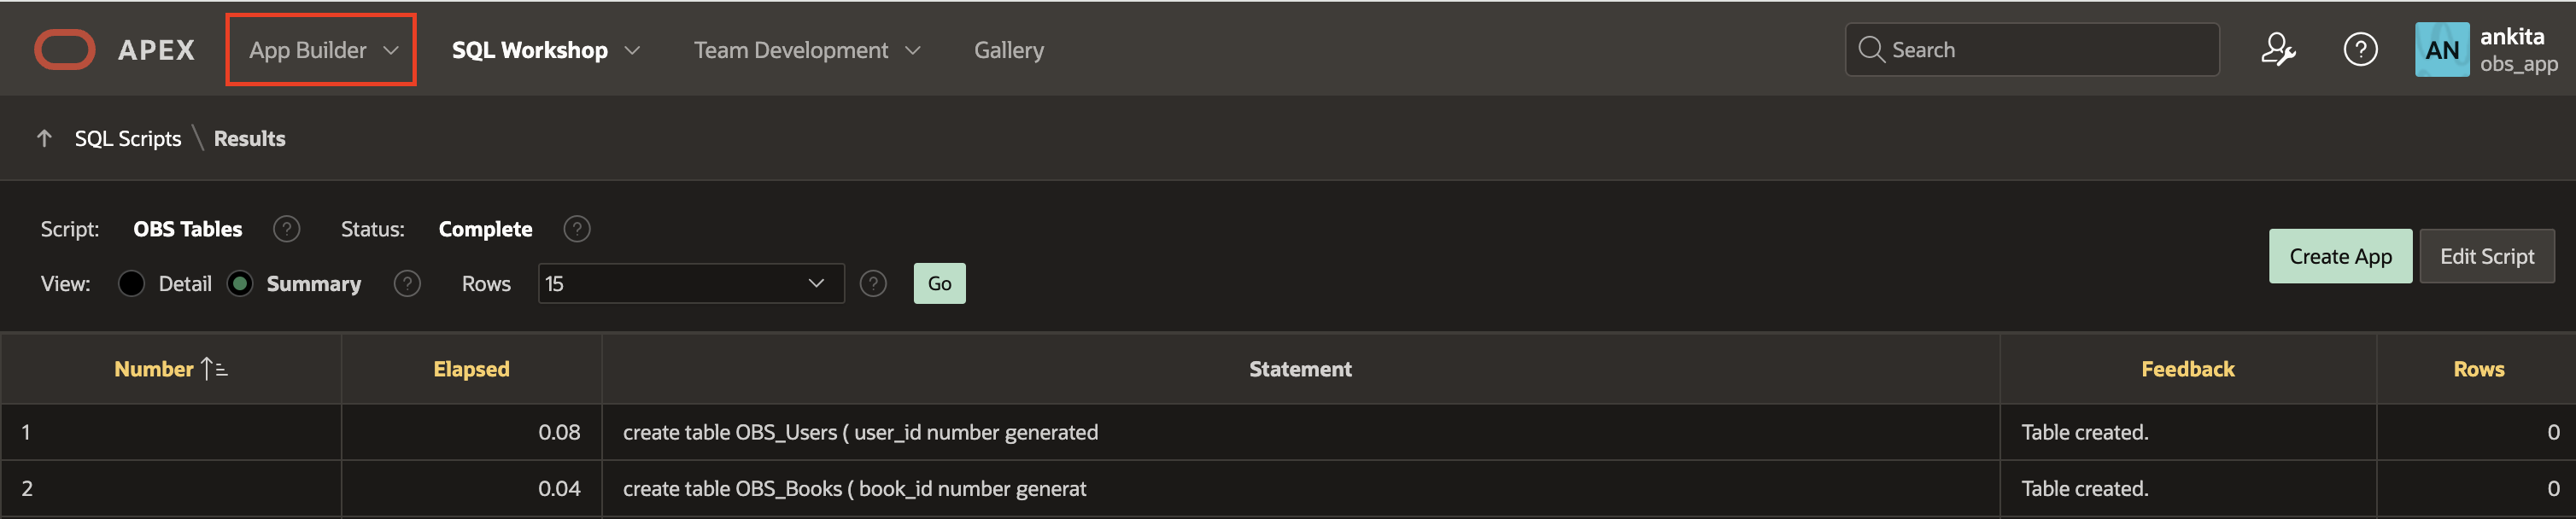 APEX App Builder SQL Workshop Team Development Gallery Search ? AN ankita
obs_app
SQL Scripts \ Results
Script: OBS Tables ? Status: Complete ?
Create App Edit Script
View: Detail Summary ? Rows 15 ? Go
Number Elapsed Statement Feedback Rows
1 0.08 create table OBS_Users ( user_id number generated Table created. 0
2 0.04 create table OBS_Books ( book_id number generat Table created. 0